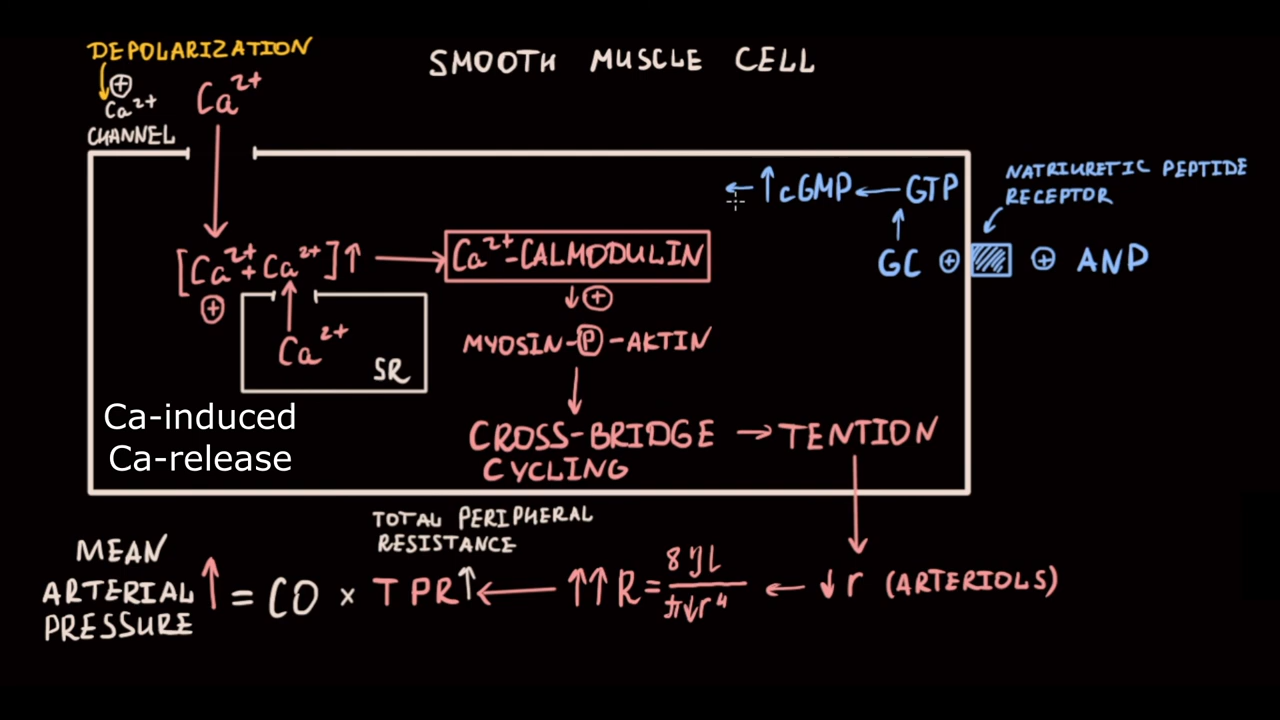 DEPOLARIZATION
SMOOTH MUSCLE CELL
⊕
Ca²⁺
CHANNEL
Ca²⁺
NATRIURETIC PEPTIDE
RECEPTOR
← ↑cGMP ← GTP
[Ca²⁺+Ca²⁺]↑ → Ca²⁺-CALMODULIN
GC ⊕ ⊕ AND
⊕
↓⊕
Ca²⁺
SR
MYOSIN-Ⓟ-AKTIN
Ca-induced
Ca-release
CROSS-BRIDGE → TENTION
CYCLING
TOTAL PERIPHERAL
RESISTANCE
MEAN
ARTERIAL
PRESSURE
↑ = CO × TPR↑ ← ↑↑R = 8ηL / π↓r⁴ ← ↓r (ARTERIOLS)